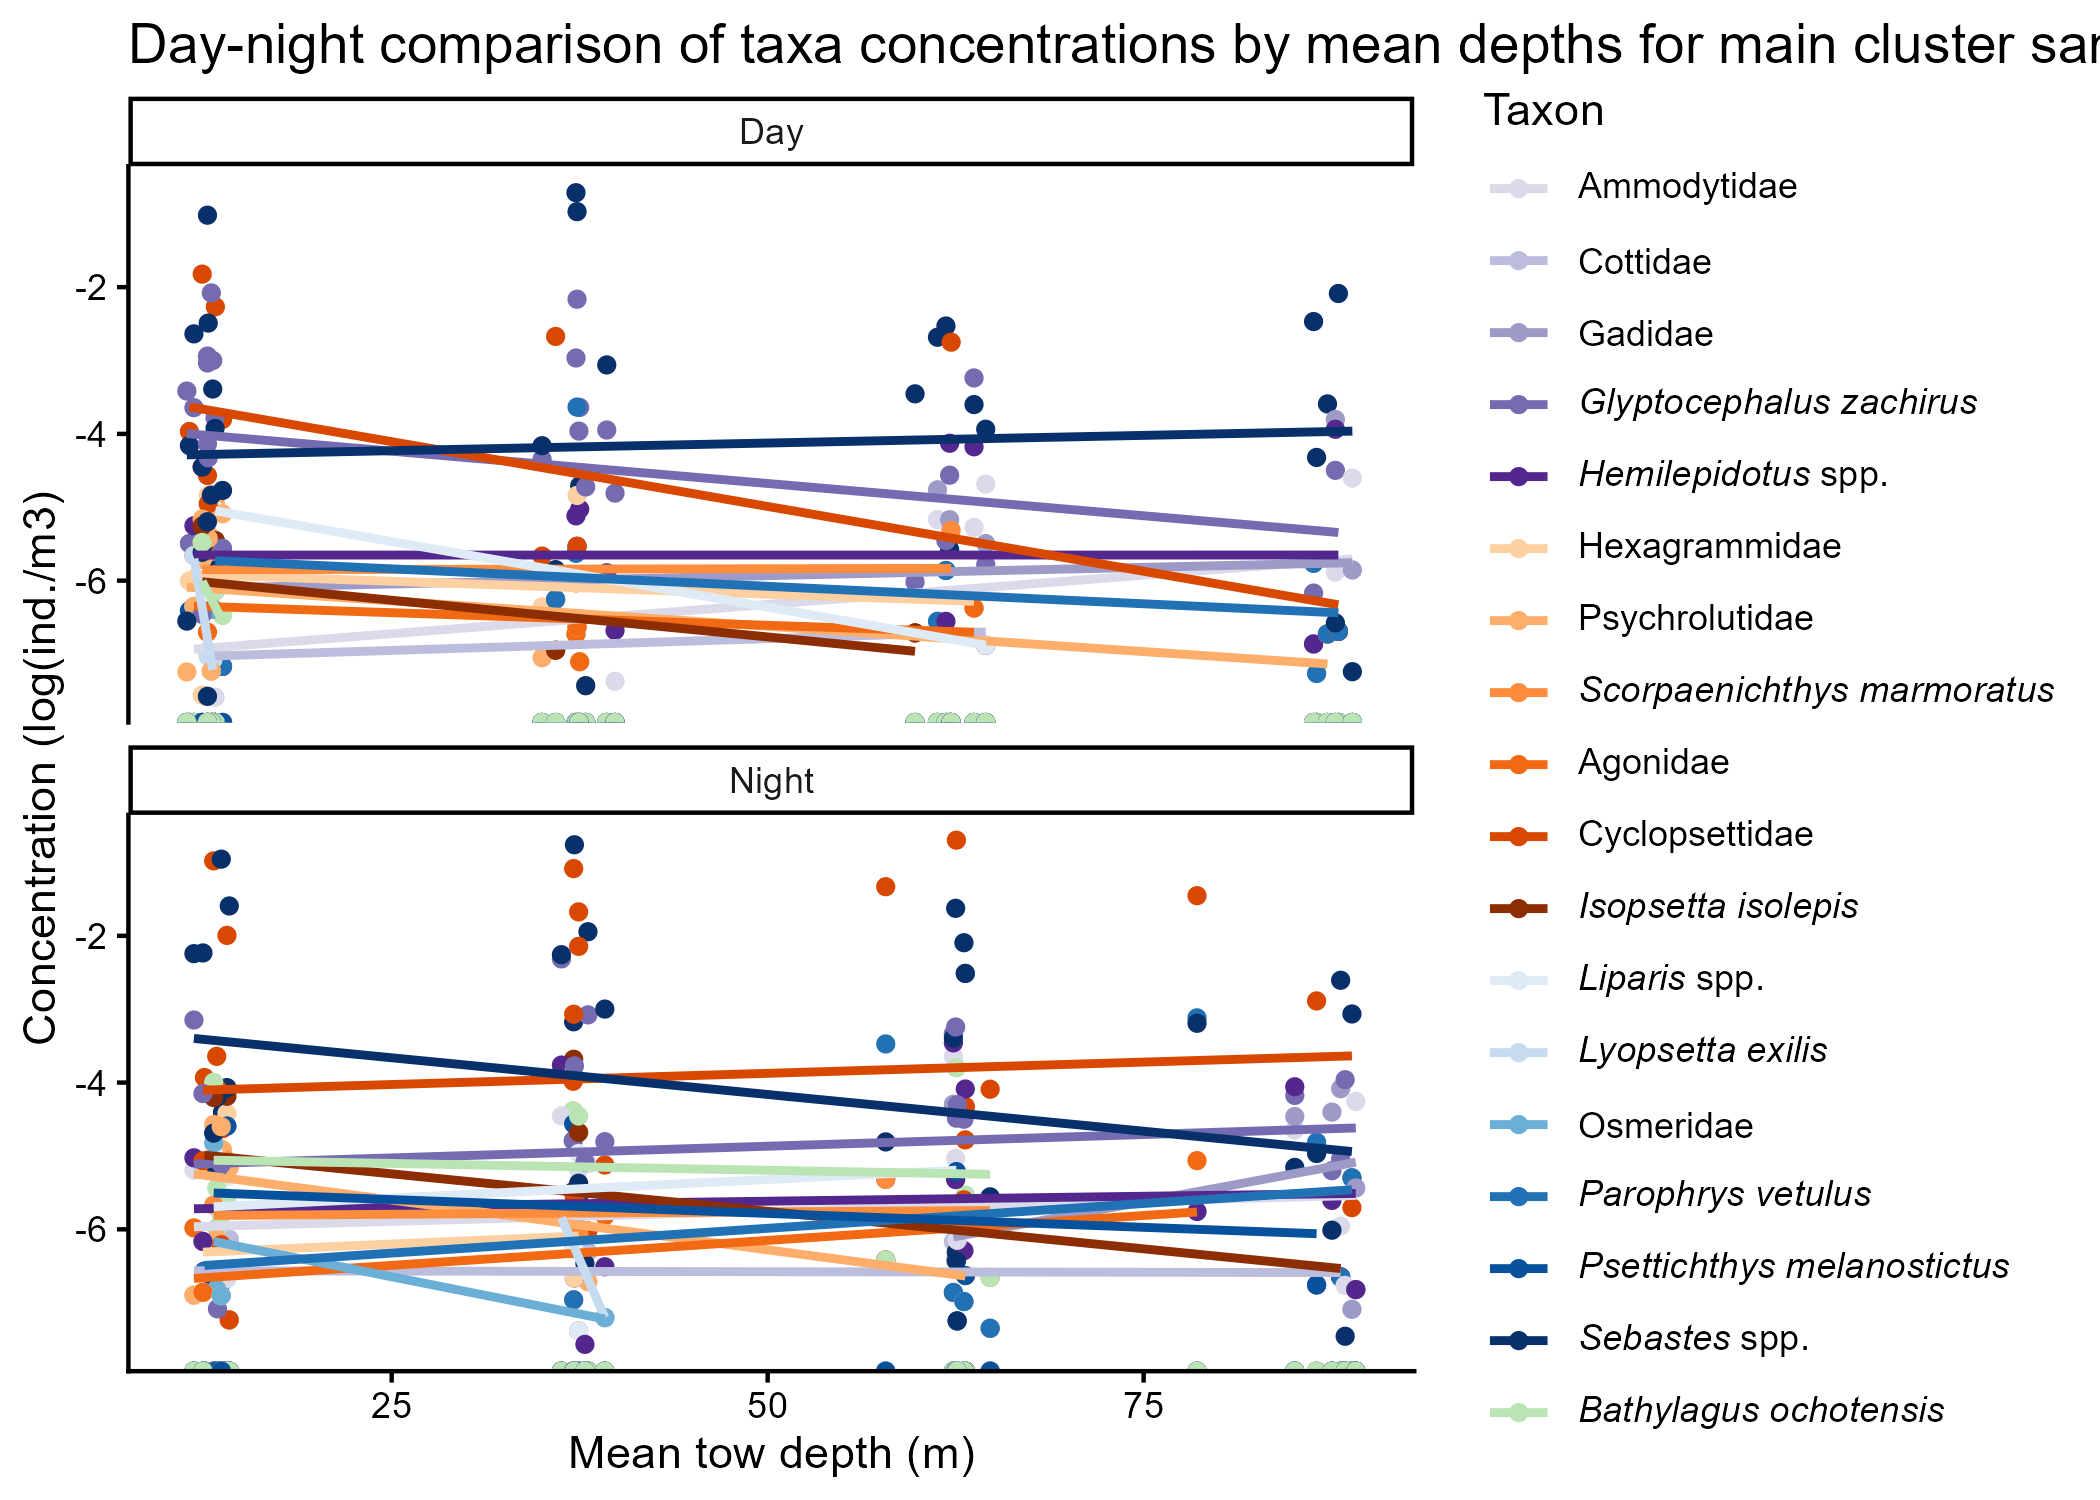 Day-night comparison of taxa concentrations by mean depths for main cluster
Day
-2
-4
-6
Night
-2
-4
-6
25 50 75
Mean tow depth (m)
Concentration (log(ind./m3)
Taxon
Ammodytidae
Cottidae
Gadidae
Glyptocephalus zachirus
Hemilepidotus spp.
Hexagrammidae
Psychrolutidae
Scorpaenichthys marmoratus
Agonidae
Cyclopsettidae
Isopsetta isolepis
Liparis spp.
Lyopsetta exilis
Osmeridae
Parophrys vetulus
Psettichthys melanostictus
Sebastes spp.
Bathylagus ochotensis